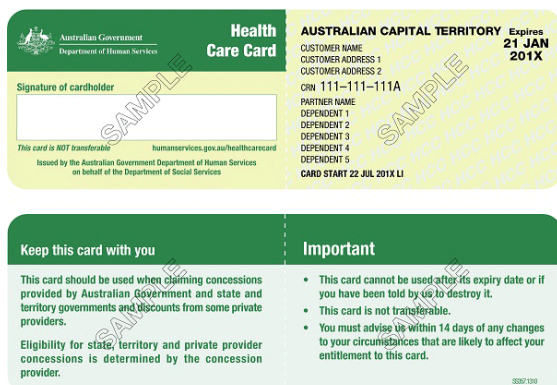 Australian Government
Department of Human Services
Health
Care Card
Signature of cardholder
This card is NOT transferable
humanservices.gov.au/healthcarecard
Issued by the Australian Government Department of Human Services
on behalf of the Department of Social Services
SAMPLE
AUSTRALIAN CAPITAL TERRITORY Expires
21 JAN
201X
CUSTOMER NAME
CUSTOMER ADDRESS 1
CUSTOMER ADDRESS 2
CRN 111-111-111A
PARTNER NAME
DEPENDENT 1
DEPENDENT 2
DEPENDENT 3
DEPENDENT 4
DEPENDENT 5
CARD START 22 JUL 201X LI
SAMPLE
Keep this card with you
This card should be used when claiming concessions
provided by Australian Government and state and
territory governments and discounts from some private
providers.
Eligibility for state, territory and private provider
concessions is determined by the concession
provider.
SAMPLE
Important
• This card cannot be used after its expiry date or if
you have been told by us to destroy it.
• This card is not transferable.
• You must advise us within 14 days of any changes
to your circumstances that are likely to affect your
entitlement to this card.
SAMPLE
SS057.1310